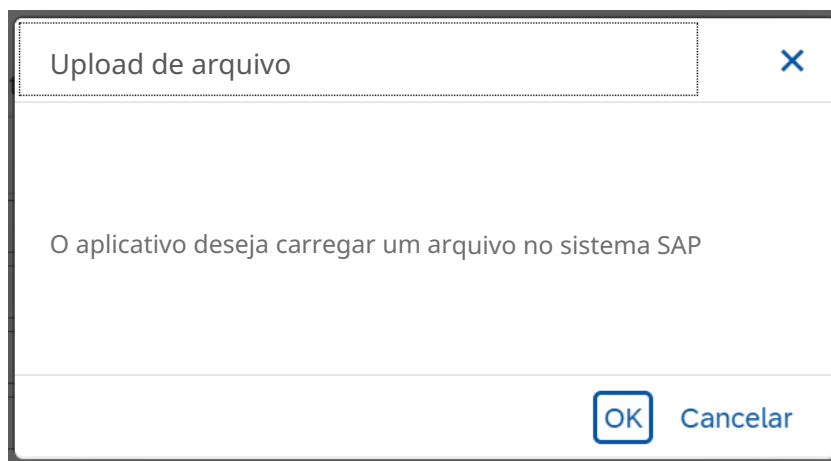 Upload de arquivo
O aplicativo deseja carregar um arquivo no sistema SAP
OK Cancelar